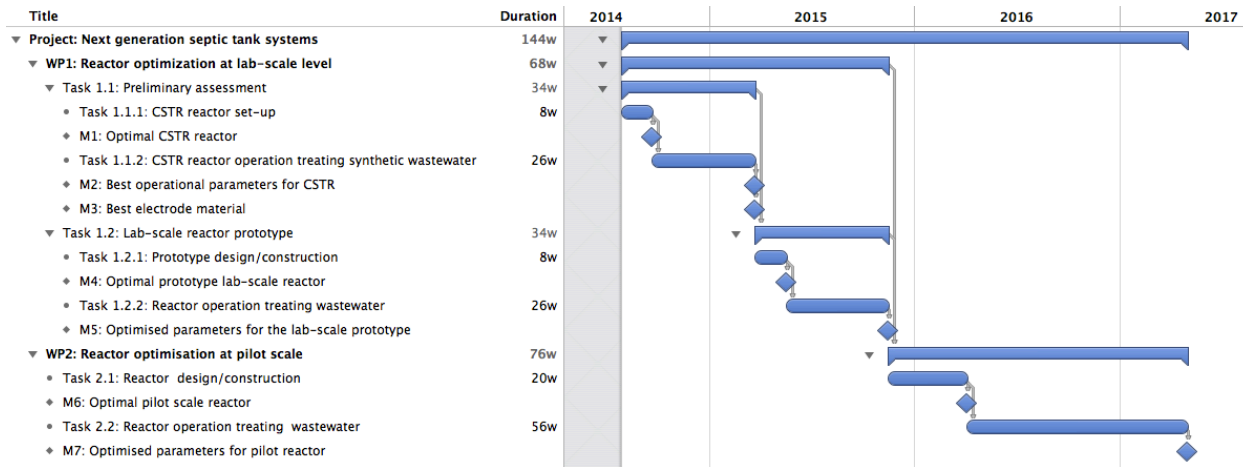 Title Duration 2014 2015 2016 2017
Project: Next generation septic tank systems 144w
WP1: Reactor optimization at lab-scale level 68w
Task 1.1: Preliminary assessment 34w
Task 1.1.1: CSTR reactor set-up 8w
M1: Optimal CSTR reactor
Task 1.1.2: CSTR reactor operation treating synthetic wastewater 26w
M2: Best operational parameters for CSTR
M3: Best electrode material
Task 1.2: Lab-scale reactor prototype 34w
Task 1.2.1: Prototype design/construction 8w
M4: Optimal prototype lab-scale reactor
Task 1.2.2: Reactor operation treating wastewater 26w
M5: Optimised parameters for the lab-scale prototype
WP2: Reactor optimisation at pilot scale 76w
Task 2.1: Reactor design/construction 20w
M6: Optimal pilot scale reactor
Task 2.2: Reactor operation treating wastewater 56w
M7: Optimised parameters for pilot reactor